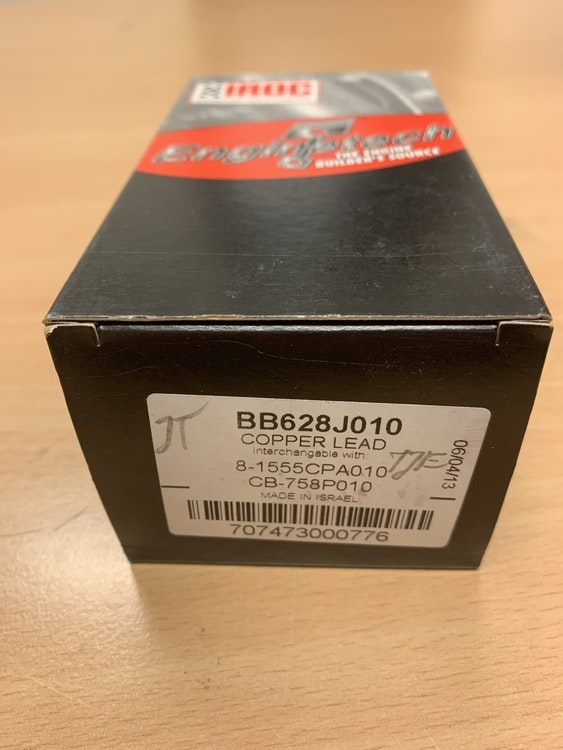 IROC
Enginetech
THE ENGINE
BUILDER'S SOURCE
JT
BB628J010
COPPER LEAD
Interchangable with:
8-1555CPA010
CB-758P010
MADE IN ISRAEL
707473000776
06/04/13